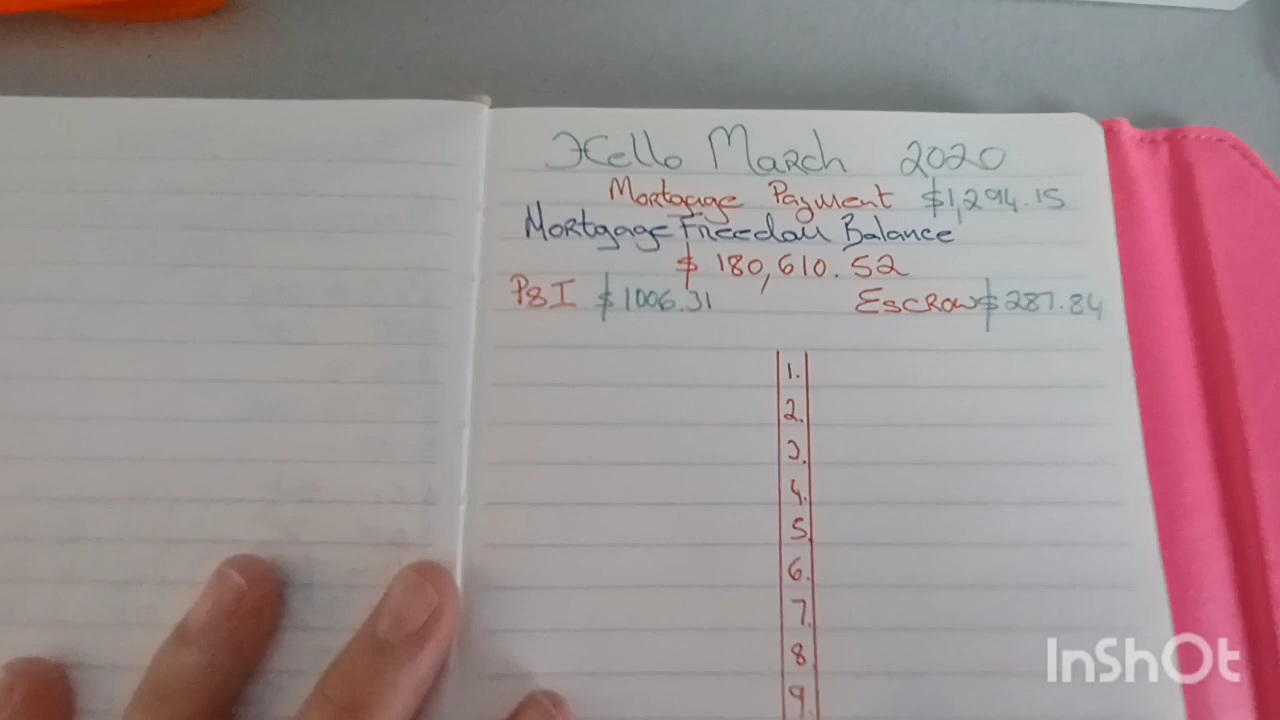 Hello March 2020
Mortgage Payment $1,294.15
Mortgage Freedom Balance
$ 180,610.52
P&I $1006.31 Escrow $287.84
1.
2.
3.
4.
5.
6.
7.
8
9.
InShOt